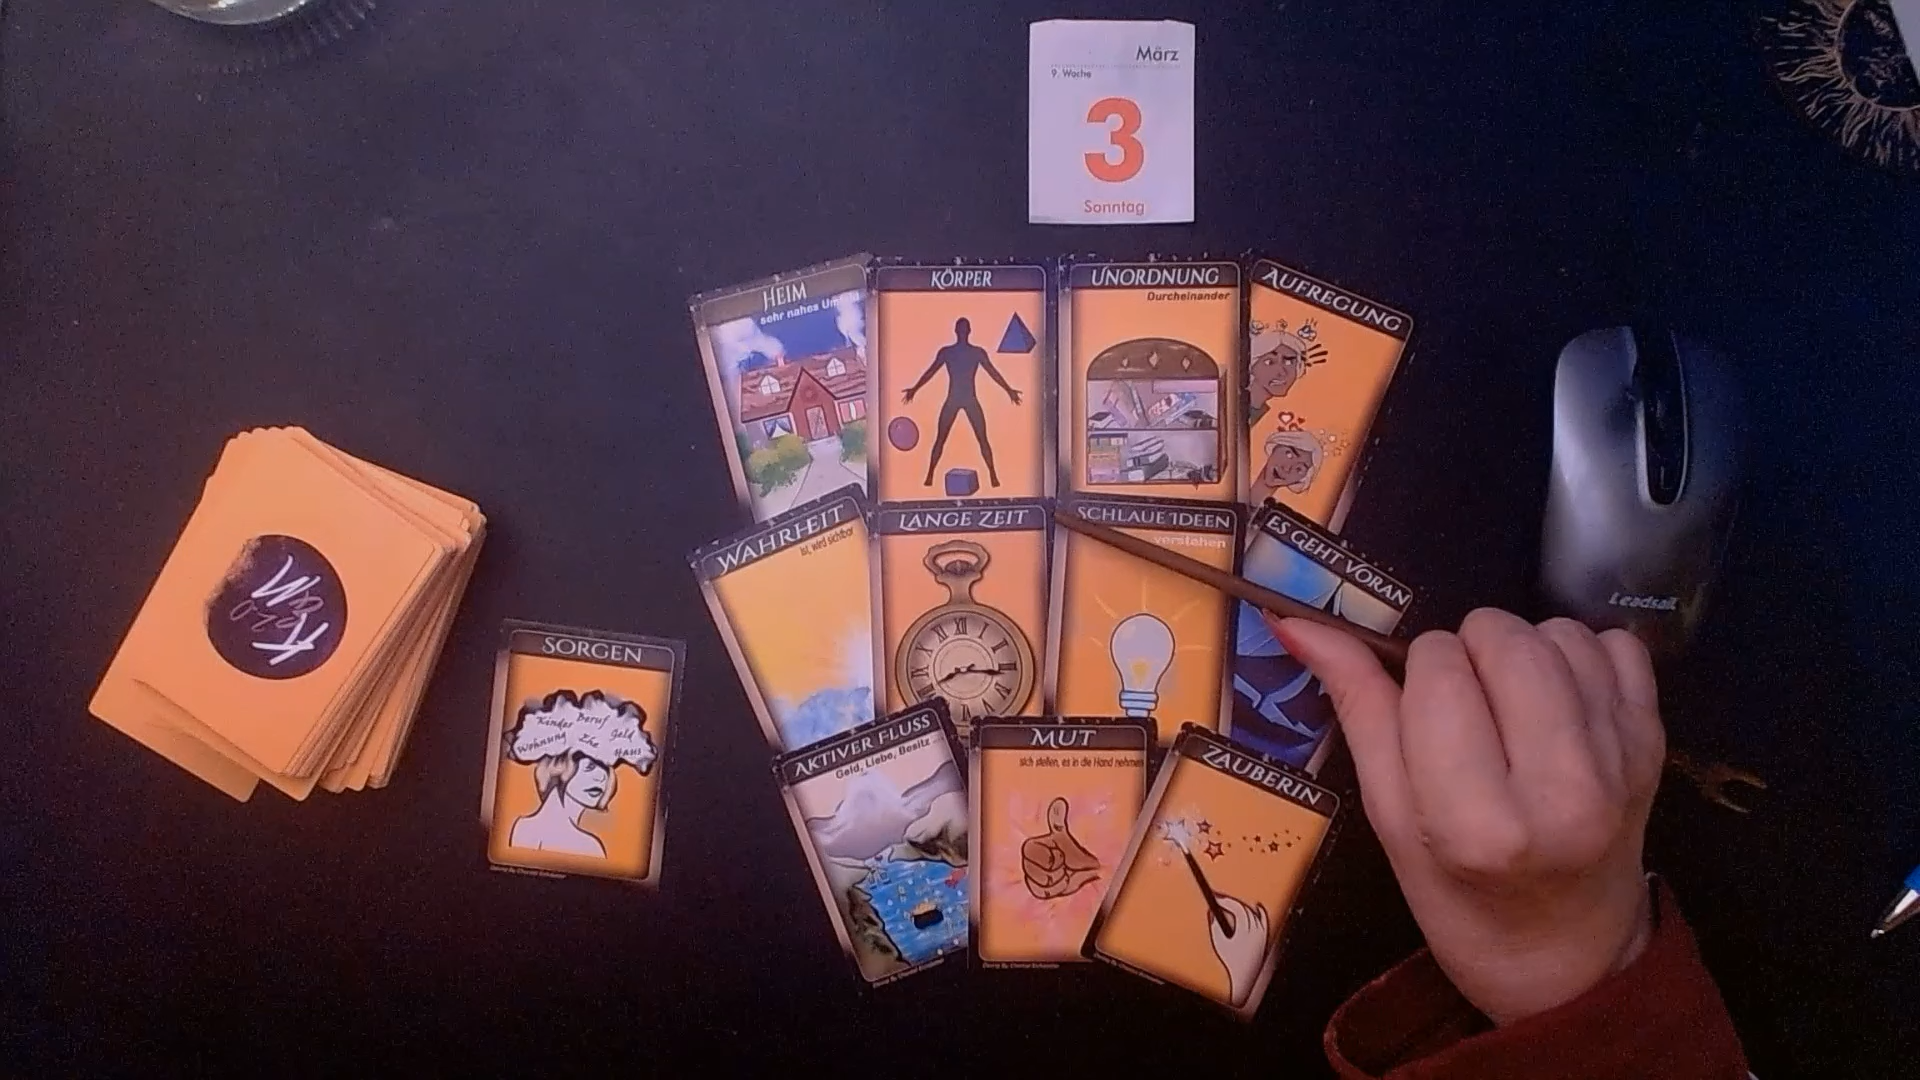 März
9. Woche
3
Sonntag
HEIM
sehr nahes
KÖRPER
UNORDNUNG
Durcheinander
AUFREGUNG
WAHRHEIT
ist, wird sichtbar
LANGE ZEIT
SCHLAUE IDEEN
verstehen
ES GEHT VORAN
Leadsail
SORGEN
Kinder Beruf Geld
Wohnung Ehe Haus
AKTIVER FLUSS
Geld, Liebe, Besitz ...
MUT
sich stellen, es in die Hand nehmen
ZAUBERIN